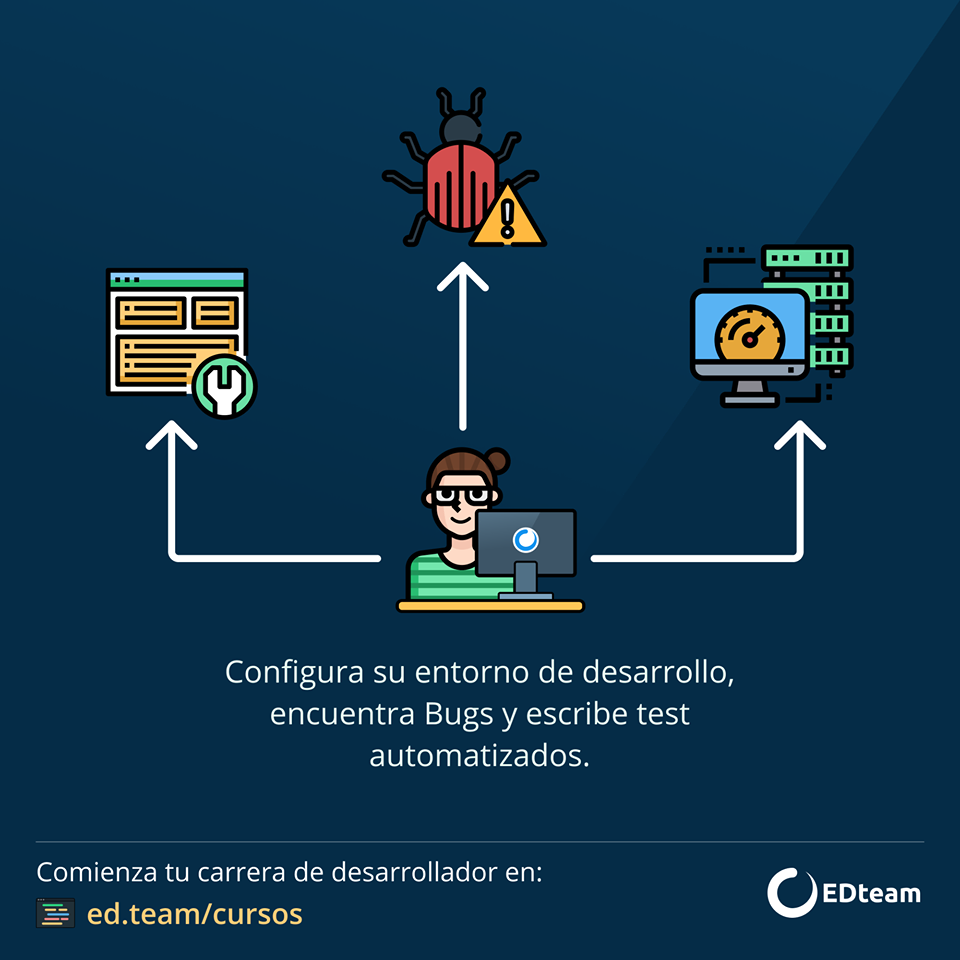 Configura su entorno de desarrollo,
encuentra Bugs y escribe test
automatizados.
Comienza tu carrera de desarrollador en:
ed.team/cursos
EDteam